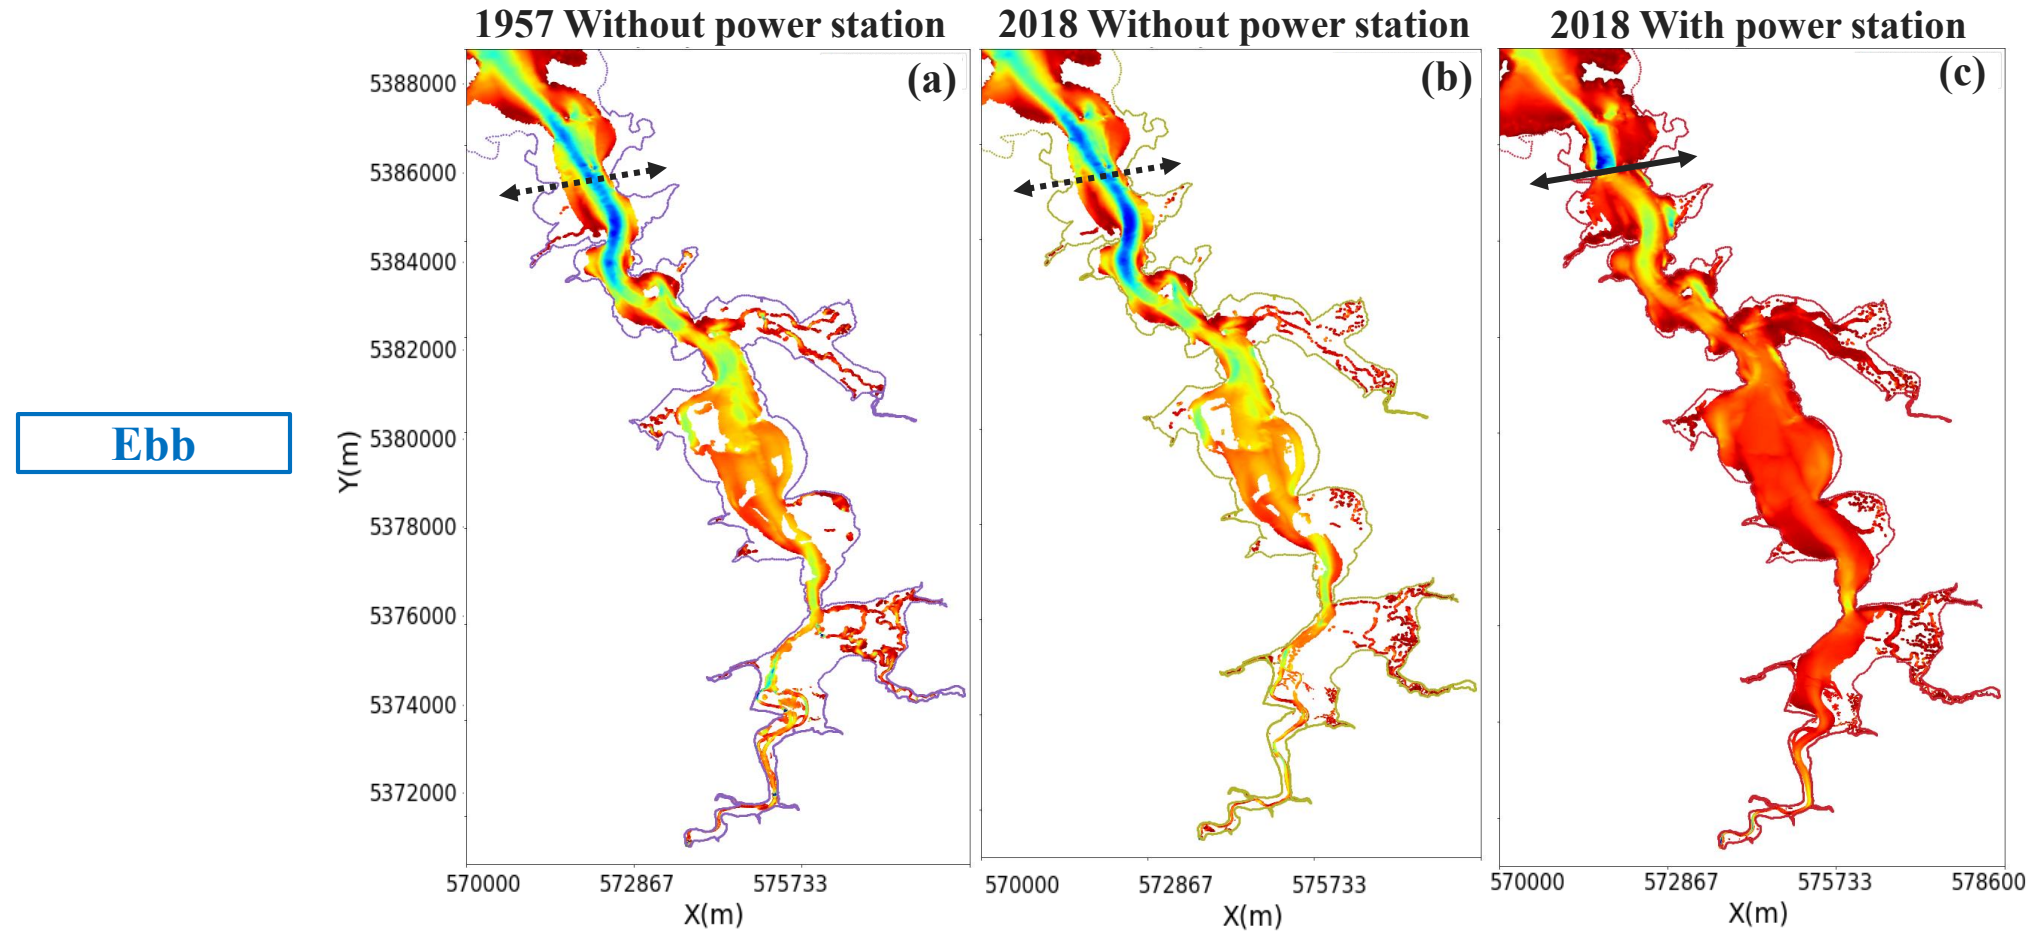 1957 Without power station
2018 Without power station
2018 With power station
(a)
(b)
(c)
5388000
5386000
5384000
5382000
5380000
5378000
5376000
5374000
5372000
Y(m)
Ebb
570000 572867 575733
570000 572867 575733
570000 572867 575733 578600
X(m)
X(m)
X(m)